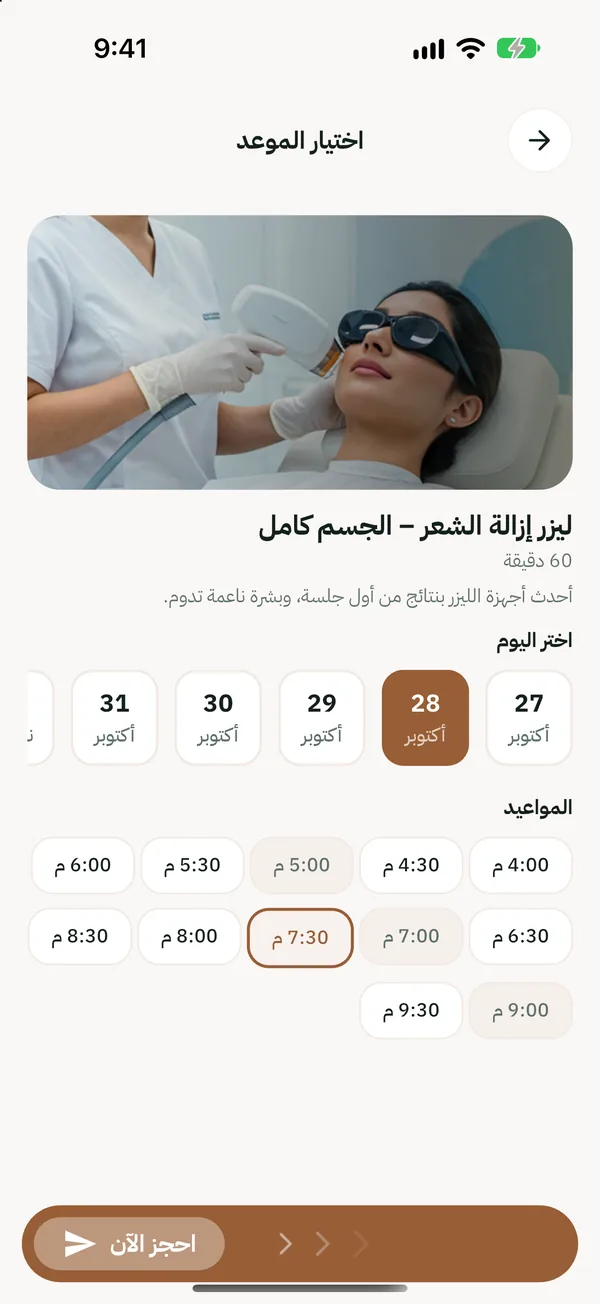 9:41
اختيار الموعد
ليزر إزالة الشعر – الجسم كامل
60 دقيقة
أحدث أجهزة الليزر بنتائج من أول جلسة، وبشرة ناعمة تدوم.
اختر اليوم
27 28 29 30 31
أكتوبر أكتوبر أكتوبر أكتوبر أكتوبر
المواعيد
4:00 م 4:30 م 5:00 م 5:30 م 6:00 م
6:30 م 7:00 م 7:30 م 8:00 م 8:30 م
9:00 م 9:30 م
احجز الآن